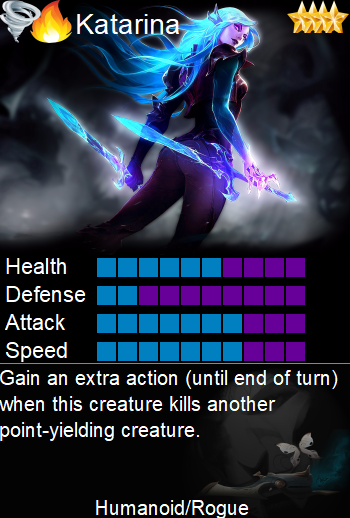 Katarina
Health
Defense
Attack
Speed
Gain an extra action (until end of turn)
when this creature kills another
point-yielding creature.
Humanoid/Rogue